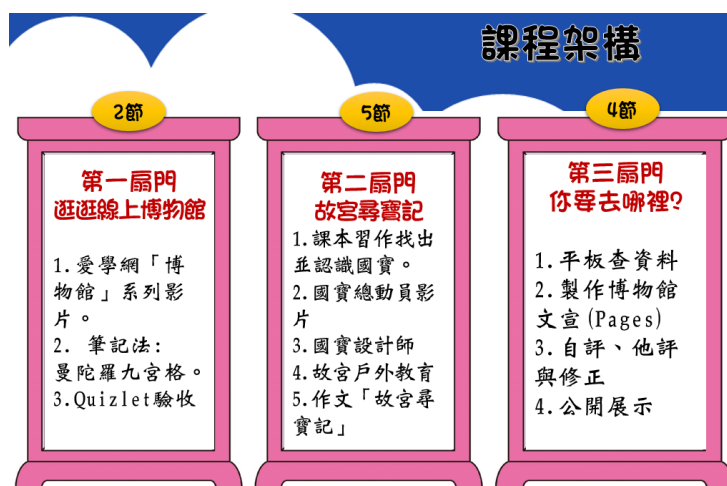 課程架構
2節
第一扇門
逛逛線上博物館
1.愛學網「博
物館」系列影
片。
2. 筆記法:
曼陀羅九宮格。
3.Quizlet驗收
5節
第二扇門
故宮尋寶記
1.課本習作找出
並認識國寶。
2.國寶總動員影
片
3.國寶設計師
4.故宮戶外教育
5.作文「故宮尋
寶記」
4節
第三扇門
你要去哪裡?
1.平板查資料
2.製作博物館
文宣(Pages)
3.自評、他評
與修正
4.公開展示